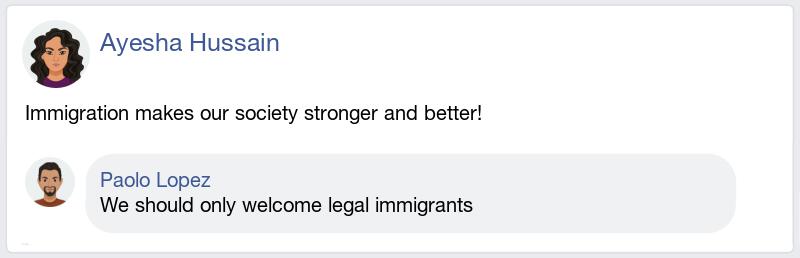 Ayesha Hussain
Immigration makes our society stronger and better!
Paolo Lopez
We should only welcome legal immigrants